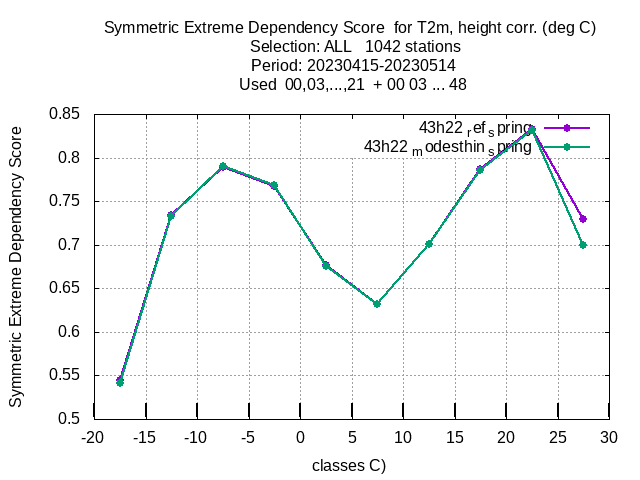 Symmetric Extreme Dependency Score  for T2m, height corr. (deg C)
Selection: ALL   1042 stations
Period: 20230415-20230514
Used  00,03,...,21  + 00 03 ... 48
43h22 ref spring
43h22 modesthin spring
0.85
0.8
0.75
0.7
0.65
0.6
0.55
0.5
Symmetric Extreme Dependency Score
-20 -15 -10 -5 0 5 10 15 20 25 30
classes C)